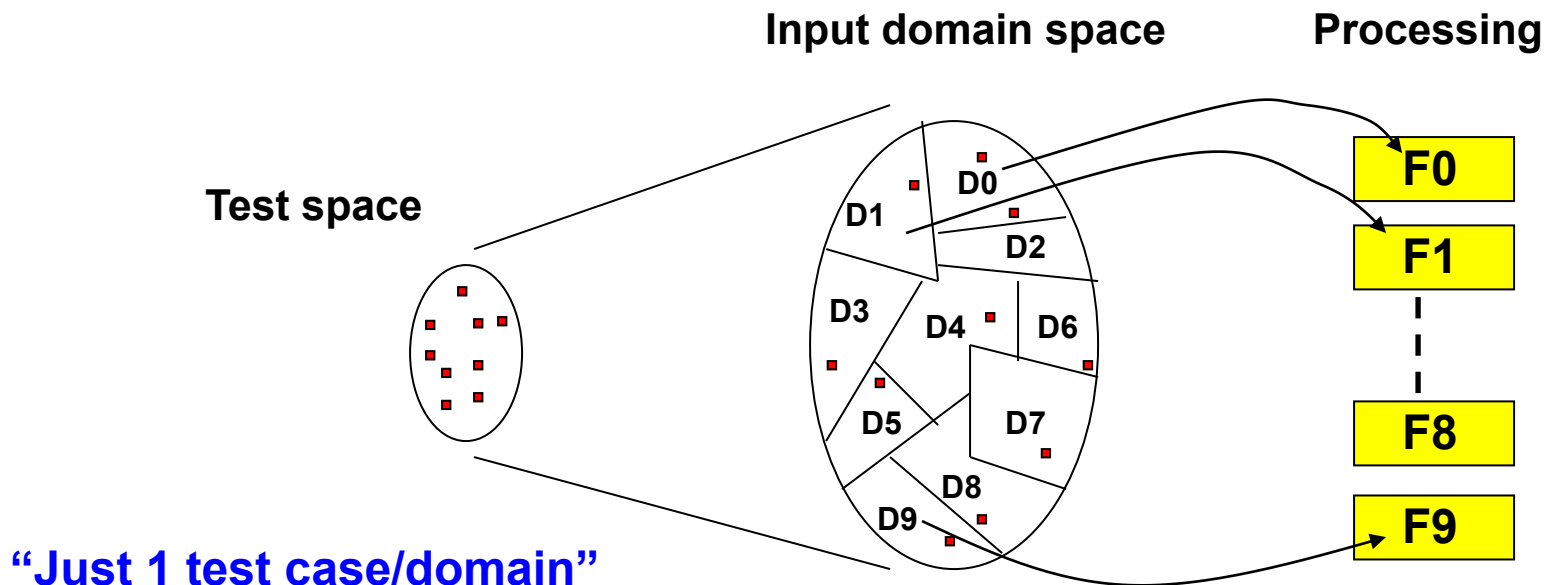 Input domain space
Processing
Test space
D0
D1
D2
D3
D4
D6
D5
D7
D8
D9
F0
F1
F8
F9
“Just 1 test case/domain”